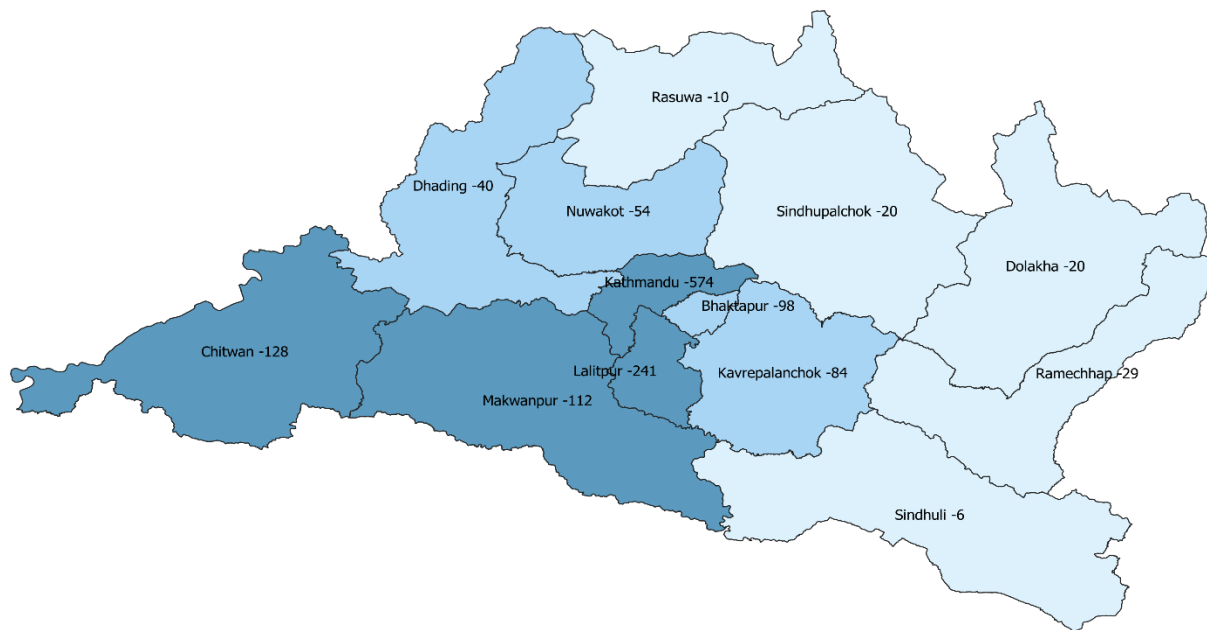 Rasuwa -10
Dhading -40
Nuwakot -54
Sindhupalchok -20
Dolakha -20
Kathmandu -574
Bhaktapur -98
Chitwan -128
Lalitpur -241
Kavrepalanchok -84
Ramechhap -29
Makwanpur -112
Sindhuli -6